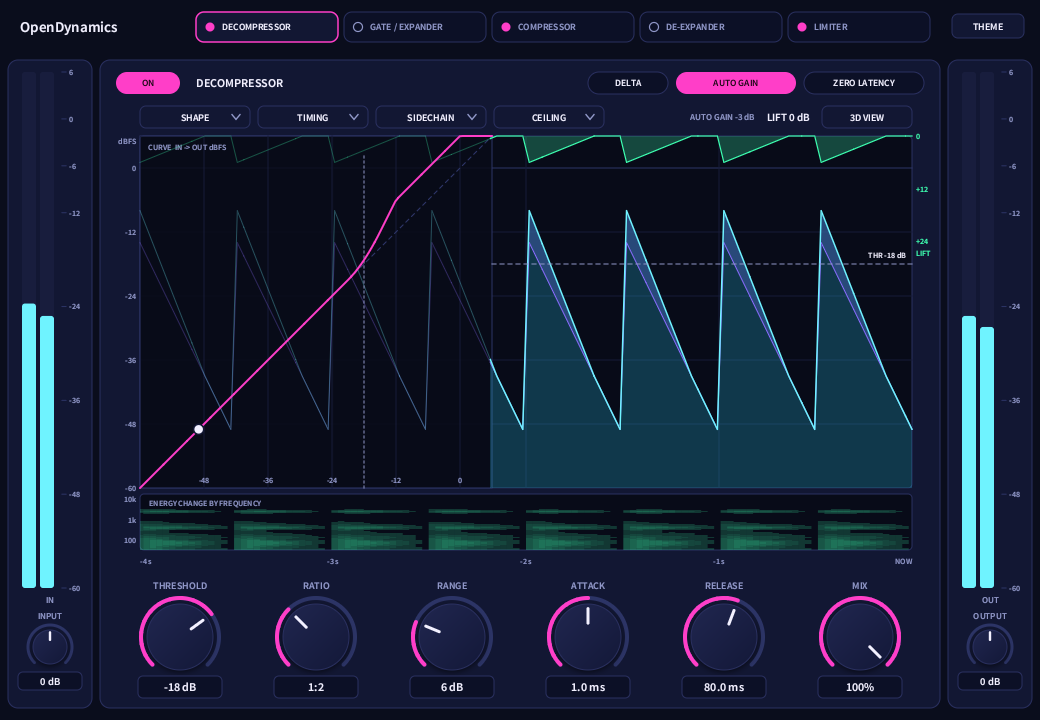 OpenDynamics
DECOMPRESSOR
GATE / EXPANDER
COMPRESSOR
DE-EXPANDER
LIMITER
THEME
ON
DECOMPRESSOR
DELTA
AUTO GAIN
ZERO LATENCY
SHAPE
TIMING
SIDECHAIN
CEILING
AUTO GAIN -3 dB
LIFT 0 dB
3D VIEW
6
0
-6
-12
-24
-36
-48
-60
IN
INPUT
0 dB
dBFS
0
-12
-24
-36
-48
-60
CURVE IN -> OUT dBFS
-48
-36
-24
-12
0
THR -18 dB
0
+12
+24
LIFT
10k
1k
100
ENERGY CHANGE BY FREQUENCY
-4s
-3s
-2s
-1s
NOW
THRESHOLD
RATIO
RANGE
ATTACK
RELEASE
MIX
-18 dB
1:2
6 dB
1.0 ms
80.0 ms
100%
6
0
-6
-12
-24
-36
-48
-60
OUT
OUTPUT
0 dB